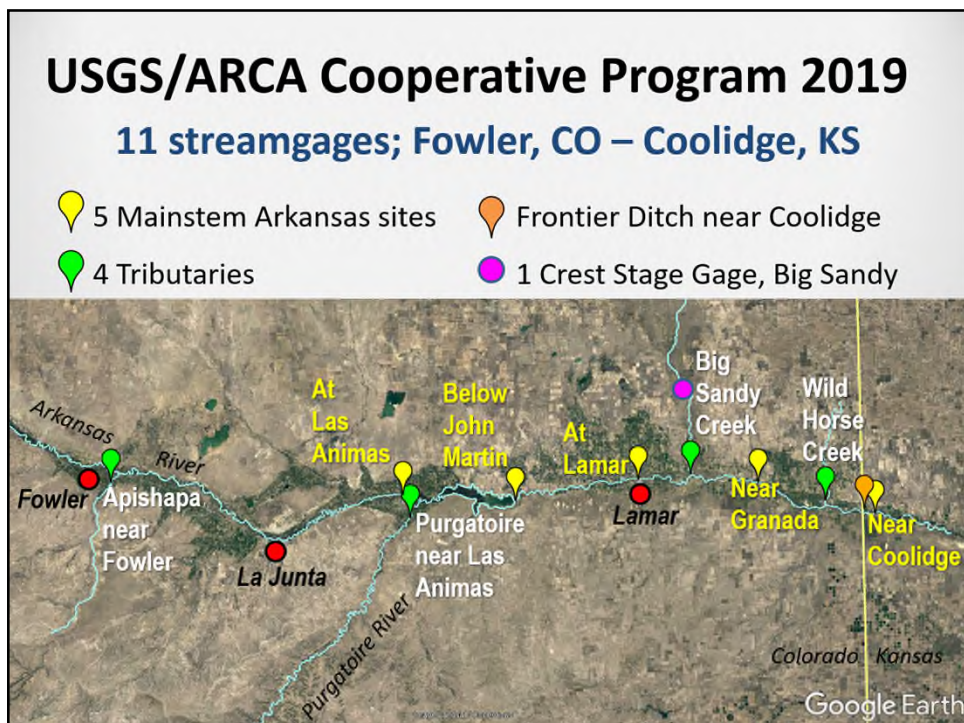 USGS/ARCA Cooperative Program 2019
11 streamgages; Fowler, CO – Coolidge, KS
5 Mainstem Arkansas sites
Frontier Ditch near Coolidge
4 Tributaries
1 Crest Stage Gage, Big Sandy
Arkansas
River
Fowler
Apishapa
near
Fowler
La Junta
At
Las
Animas
Purgatoire
near Las
Animas
Purgatoire River
Below
John
Martin
At
Lamar
Lamar
Big
Sandy
Creek
Near
Granada
Wild
Horse
Creek
Near
Coolidge
Colorado
Kansas
Google Earth